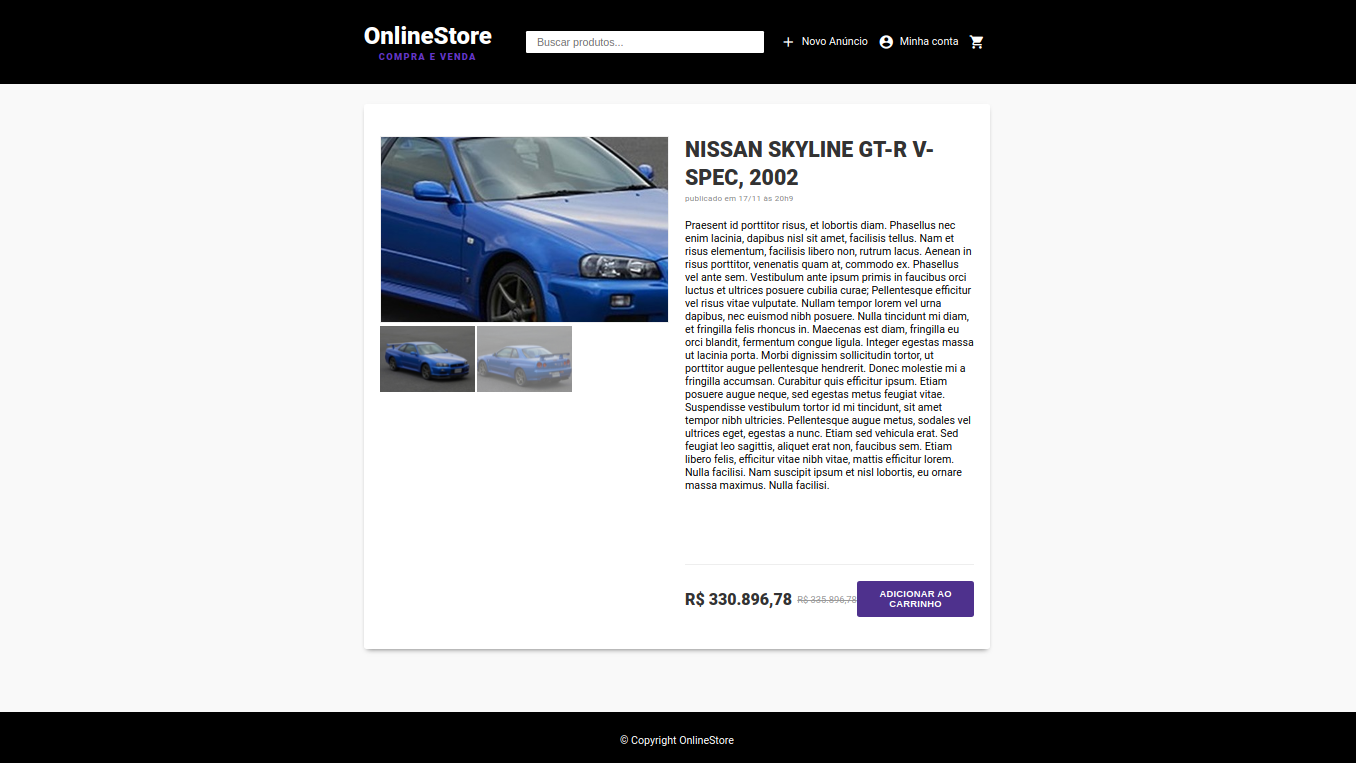 OnlineStore
COMPRA E VENDA
Buscar produtos...
Novo Anúncio
Minha conta
NISSAN SKYLINE GT-R V-
SPEC, 2002
publicado em 17/11 às 20h9
Praesent id porttitor risus, et lobortis diam. Phasellus nec
enim lacinia, dapibus nisl sit amet, facilisis tellus. Nam et
risus elementum, facilisis libero non, rutrum lacus. Aenean in
risus porttitor, venenatis quam at, commodo ex. Phasellus
vel ante sem. Vestibulum ante ipsum primis in faucibus orci
luctus et ultrices posuere cubilia curae; Pellentesque efficitur
vel risus vitae vulputate. Nullam tempor lorem vel urna
dapibus, nec euismod nibh posuere. Nulla tincidunt mi diam,
et fringilla felis rhoncus in. Maecenas est diam, fringilla eu
orci blandit, fermentum congue ligula. Integer egestas massa
ut lacinia porta. Morbi dignissim sollicitudin tortor, ut
porttitor augue pellentesque hendrerit. Donec molestie mi a
fringilla accumsan. Curabitur quis efficitur ipsum. Etiam
posuere augue neque, sed egestas metus feugiat vitae.
Suspendisse vestibulum tortor id mi tincidunt, sit amet
tempor nibh ultricies. Pellentesque augue metus, sodales vel
ultrices eget, egestas a nunc. Etiam sed vehicula erat. Sed
feugiat leo sagittis, aliquet erat non, faucibus sem. Etiam
libero felis, efficitur vitae nibh vitae, mattis efficitur lorem.
Nulla facilisi. Nam suscipit ipsum et nisl lobortis, eu ornare
massa maximus. Nulla facilisi.
R$ 330.896,78 R$ 335.896,78
ADICIONAR AO
CARRINHO
© Copyright OnlineStore